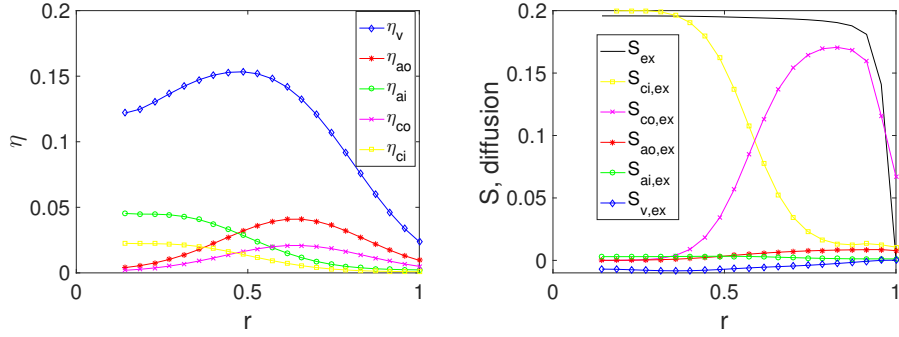 0.2
0.15
0.1
0.05
0
η
0
0.5
1
r
η_v
η_ao
η_ai
η_co
η_ci
0.2
0.15
0.1
0.05
0
S, diffusion
0
0.5
1
r
S_ex
S_ci,ex
S_co,ex
S_ao,ex
S_ai,ex
S_v,ex